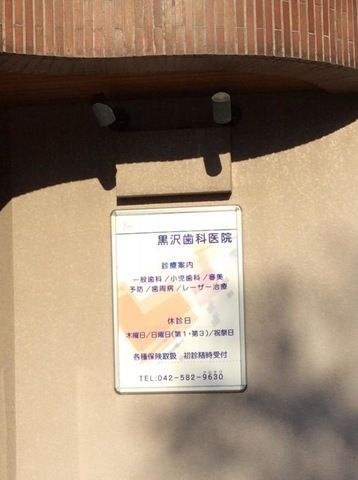 黒沢歯科医院
診療案内
一般歯科/小児歯科/審美
予防/歯周病/レーザー治療
休診日
木曜日/日曜日(第1・第3)/祝祭日
各種保険取扱 初診随時受付
TEL:042-582-9630